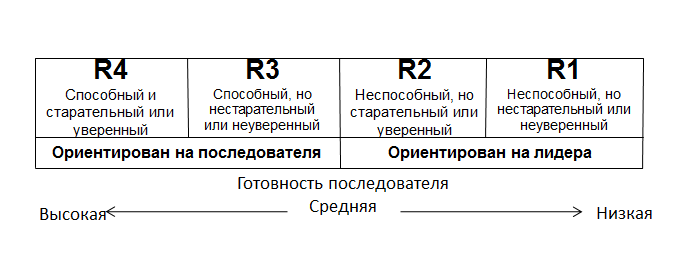 R4
Способный и
старательный или
уверенный
R3
Способный, но
нестарательный
или неуверенный
R2
Неспособный, но
старательный или
уверенный
R1
Неспособный, но
нестарательный или
неуверенный
Ориентирован на последователя
Ориентирован на лидера
Готовность последователя
Высокая
Средняя
Низкая